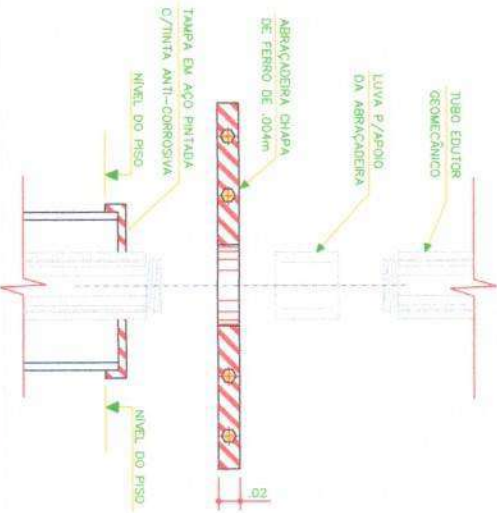 TUBO ÉDUTOR
GEOMECÂNICO
LUVA P/APOIO
DA ABRAÇADEIRA
ABRAÇADEIRA CHAPA
DE FERRO DE .004m
TAMPA EM AÇO PINTADA
C/TINTA ANTI-CORROSIVA
NÍVEL DO PISO
NÍVEL DO PISO
.02